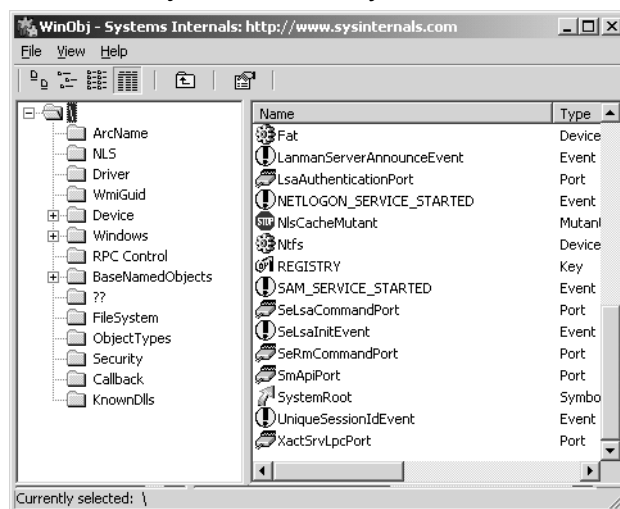 WinObj - Systems Internals: http://www.sysinternals.com
File View Help
\
ArcName
NLS
Driver
WmiGuid
Device
Windows
RPC Control
BaseNamedObjects
??
FileSystem
ObjectTypes
Security
Callback
KnownDlls
Name Type
Fat Device
LanmanServerAnnounceEvent Event
LsaAuthenticationPort Port
NETLOGON_SERVICE_STARTED Event
STOP NlsCacheMutant Mutant
Ntfs Device
REGISTRY Key
SAM_SERVICE_STARTED Event
SeLsaCommandPort Port
SeLsaInitEvent Event
SeRmCommandPort Port
SmApiPort Port
SystemRoot Symbo
UniqueSessionIdEvent Event
XactSrvLpcPort Port
Currently selected: \